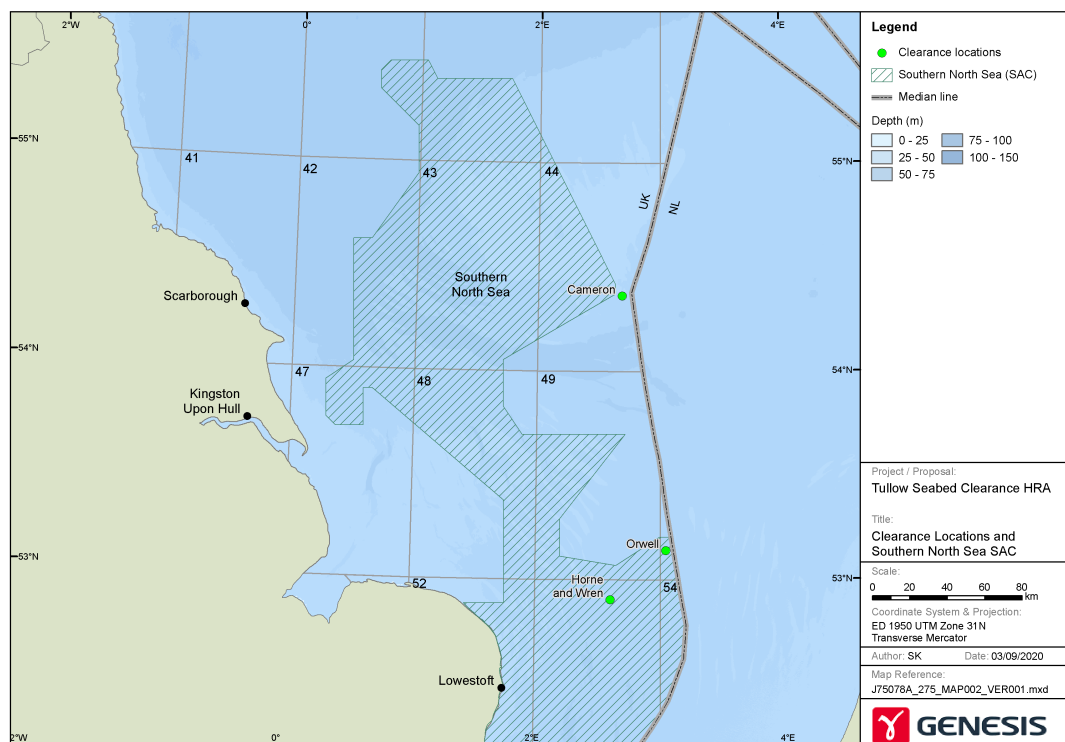 2°W
0°
2°E
4°E
55°N
55°N
41
42
43
44
UK
NL
Southern
North Sea
Cameron
Scarborough
54°N
54°N
47
48
49
Kingston
Upon Hull
53°N
53°N
Orwell
52
Horne
and Wren
54
Lowestoft
2°W
0°
2°E
4°E
Legend
Clearance locations
Southern North Sea (SAC)
Median line
Depth (m)
0 - 25
75 - 100
25 - 50
100 - 150
50 - 75
Project / Proposal:
Tullow Seabed Clearance HRA
Title:
Clearance Locations and
Southern North Sea SAC
Scale:
0 20 40 60 80
km
Coordinate System & Projection:
ED 1950 UTM Zone 31N
Transverse Mercator
Author: SK Date: 03/09/2020
Map Reference:
J75078A_275_MAP002_VER001.mxd
GENESIS